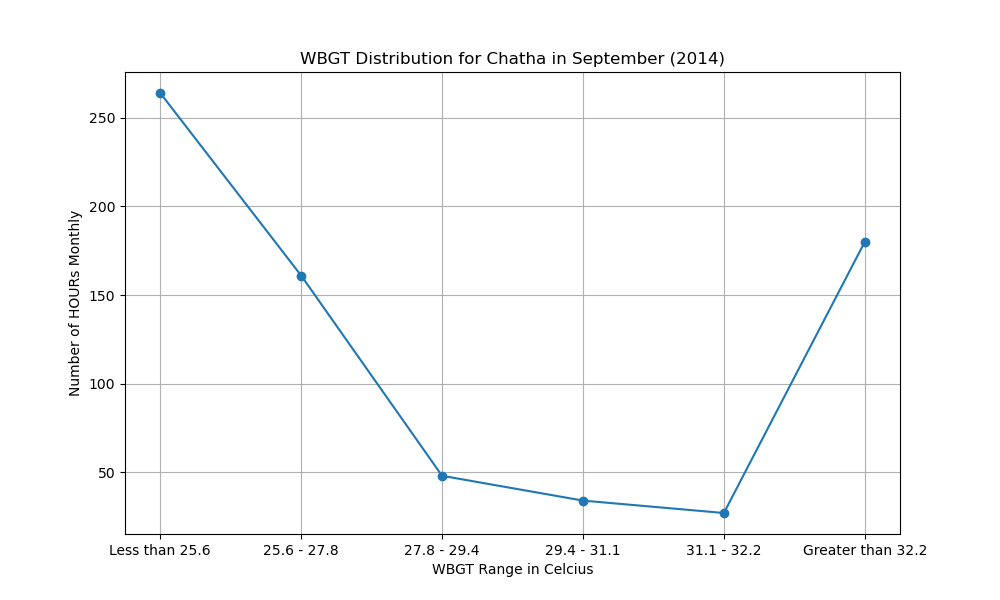 WBGT Distribution for Chatha in September (2014)
Number of HOURs Monthly
250
200
150
100
50
Less than 25.6
25.6 - 27.8
27.8 - 29.4
29.4 - 31.1
31.1 - 32.2
Greater than 32.2
WBGT Range in Celcius